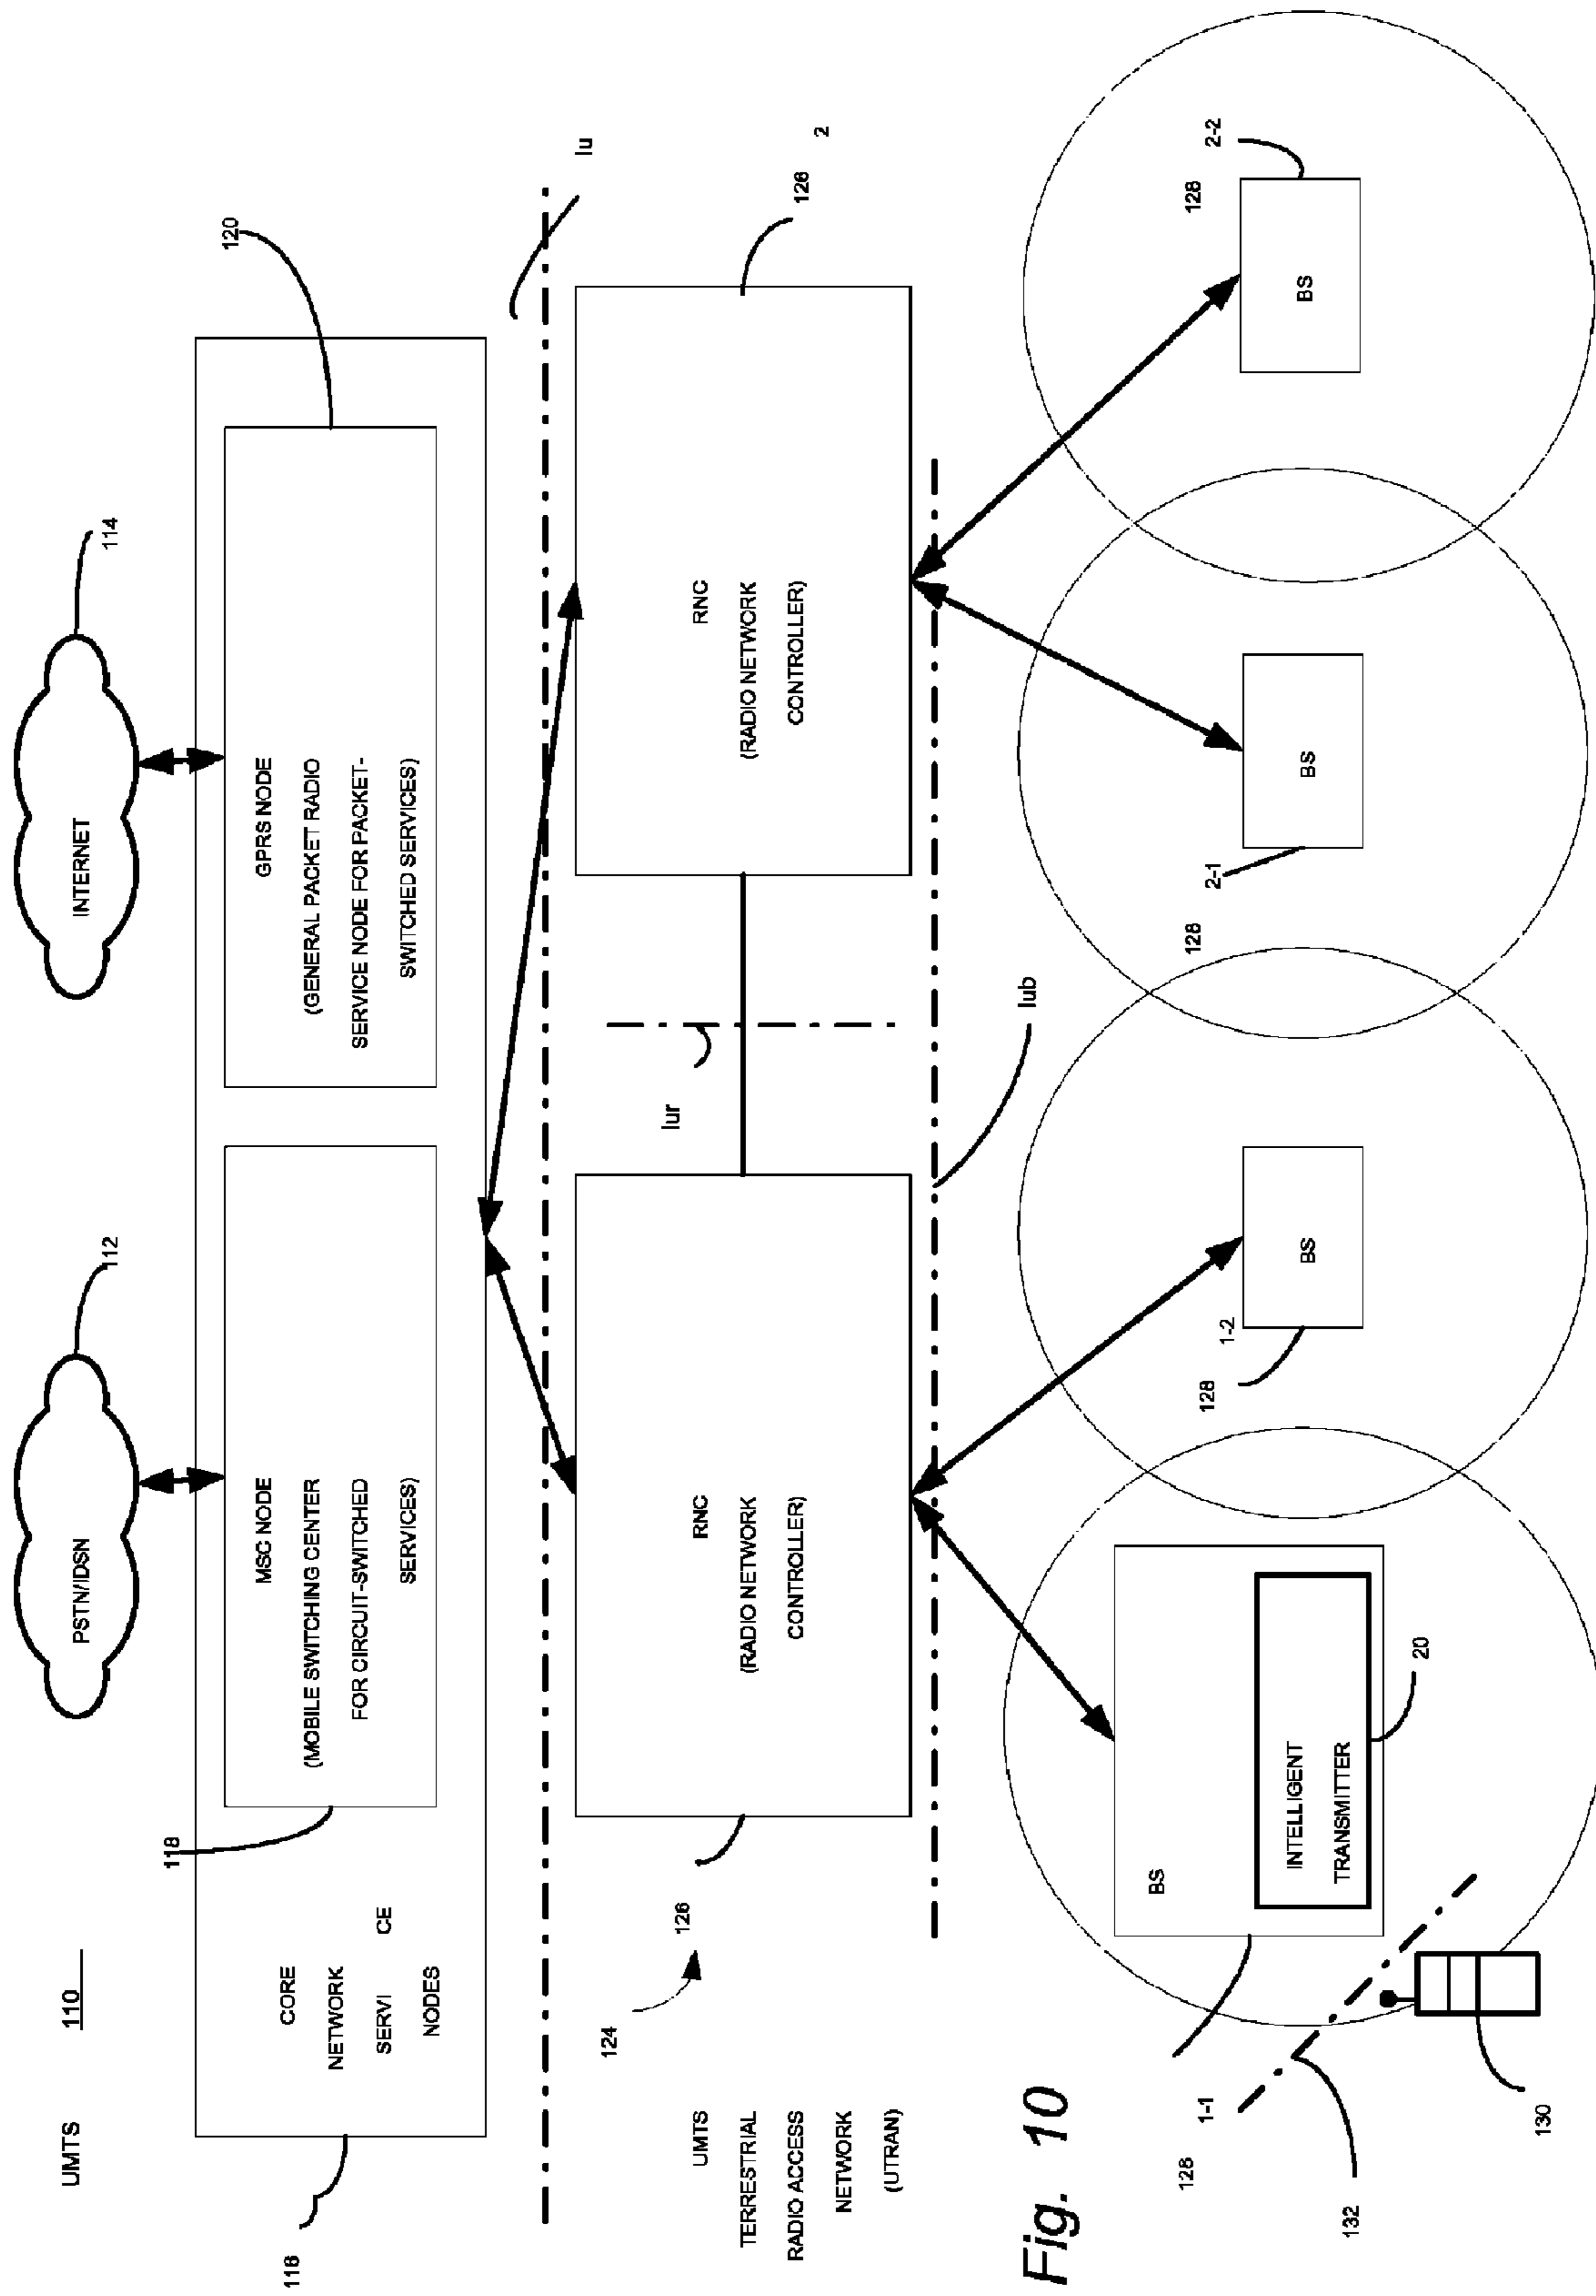 UMTS 110
PSTN/IDSN
112
INTERNET
114
118
120
MSC NODE
(MOBILE SWITCHING CENTER
FOR CIRCUIT-SWITCHED
SERVICES)
GPRS NODE
(GENERAL PACKET RADIO
SERVICE NODE FOR PACKET-
SWITCHED SERVICES)
CORE
NETWORK
SERVI CE
NODES
116
Iu
124
126
RNC
(RADIO NETWORK
CONTROLLER)
Iur
RNC
(RADIO NETWORK
CONTROLLER)
126
2
UMTS
TERRESTRIAL
RADIO ACCESS
NETWORK
(UTRAN)
Iub
Fig. 10
128
1-1
BS
INTELLIGENT
TRANSMITTER
20
132
130
128
1-2
BS
128
2-1
BS
128
2-2
BS